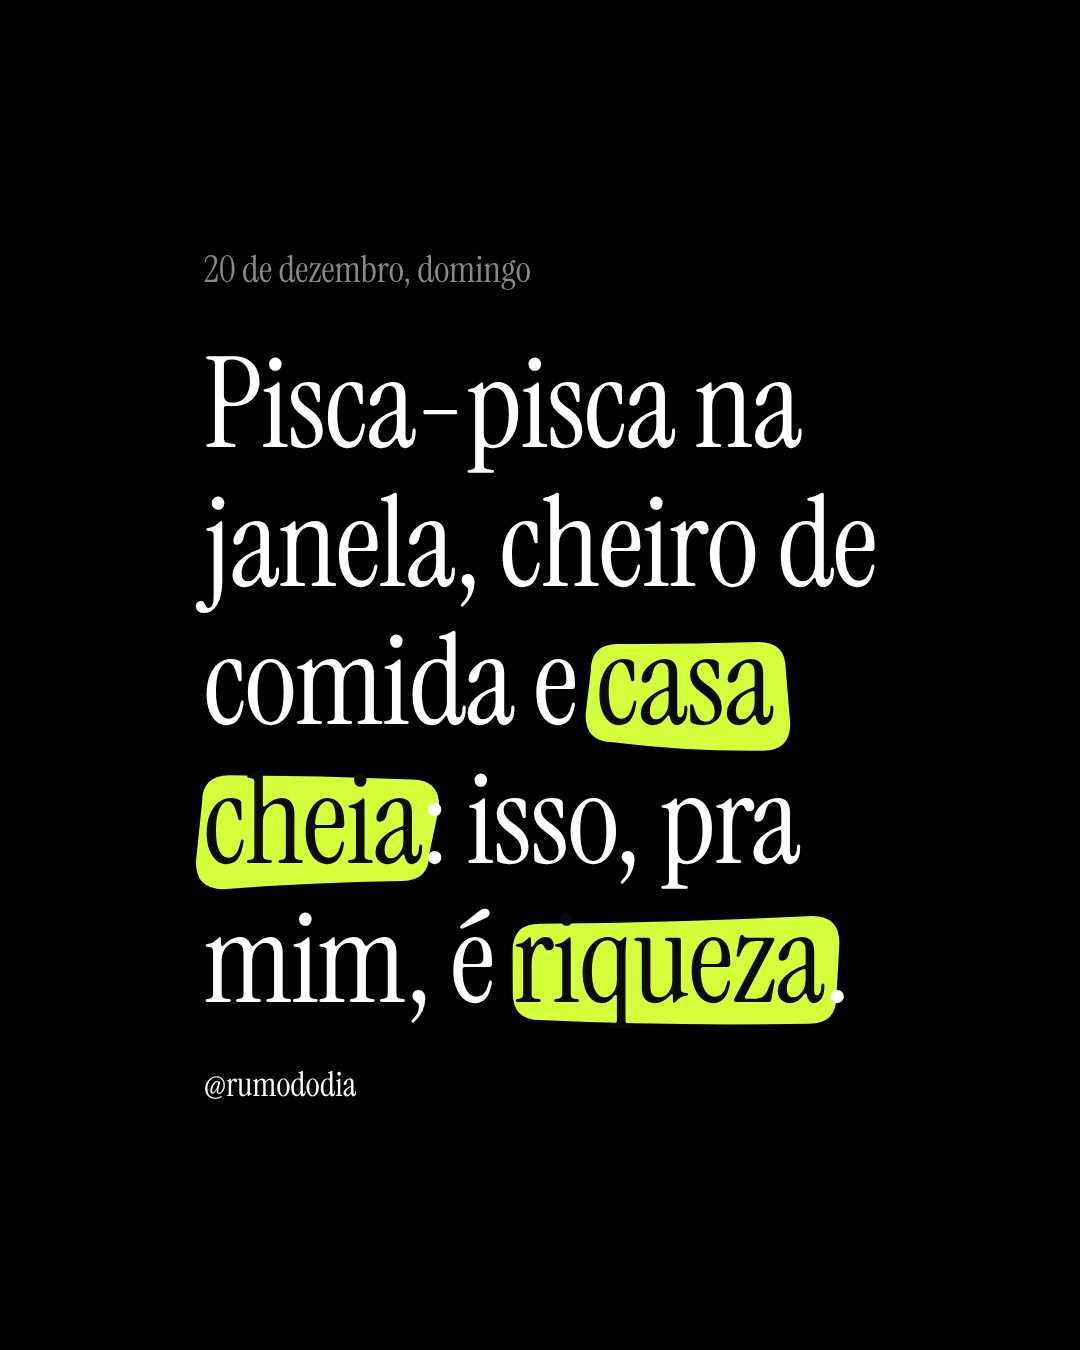 20 de dezembro, domingo
Pisca-pisca na
janela, cheiro de
comida e casa
cheia: isso, pra
mim, é riqueza.
@rumododia